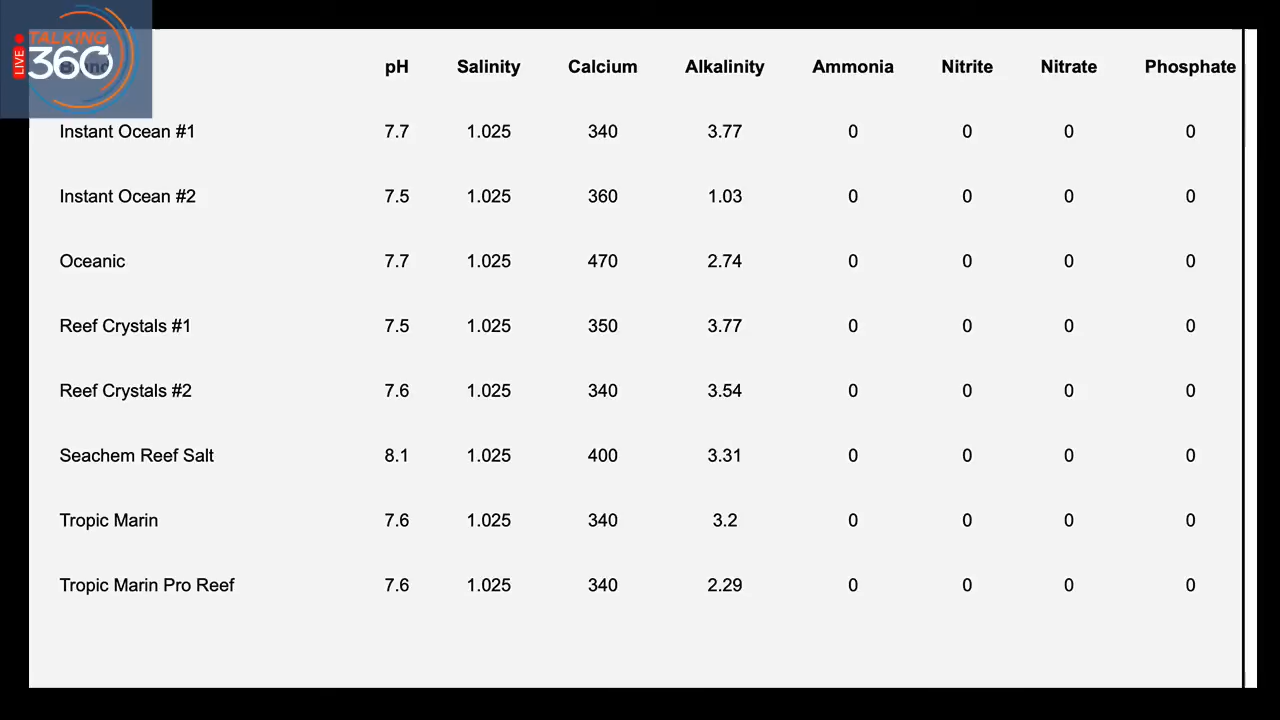 TALKING
LIVE
360
Brand pH Salinity Calcium Alkalinity Ammonia Nitrite Nitrate Phosphate
Instant Ocean #1 7.7 1.025 340 3.77 0 0 0 0
Instant Ocean #2 7.5 1.025 360 1.03 0 0 0 0
Oceanic 7.7 1.025 470 2.74 0 0 0 0
Reef Crystals #1 7.5 1.025 350 3.77 0 0 0 0
Reef Crystals #2 7.6 1.025 340 3.54 0 0 0 0
Seachem Reef Salt 8.1 1.025 400 3.31 0 0 0 0
Tropic Marin 7.6 1.025 340 3.2 0 0 0 0
Tropic Marin Pro Reef 7.6 1.025 340 2.29 0 0 0 0